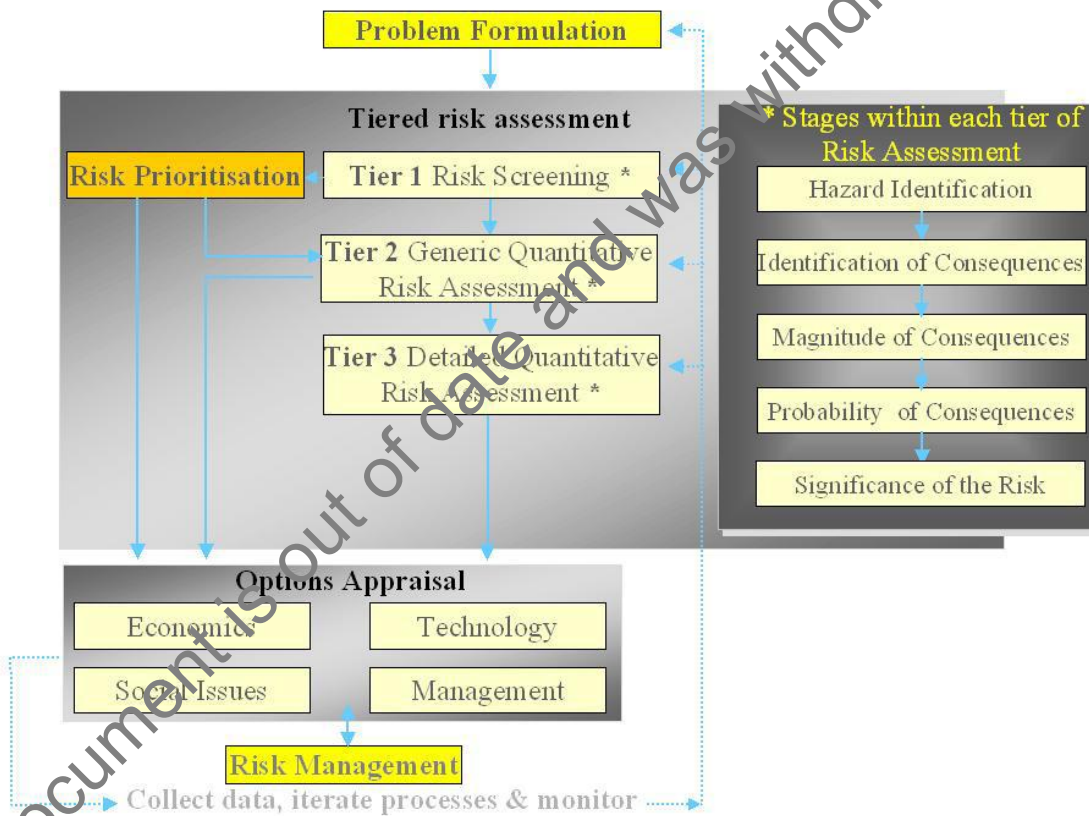 Problem Formulation
Tiered risk assessment
Risk Prioritisation
Tier 1 Risk Screening *
Tier 2 Generic Quantitative
Risk Assessment *
Tier 3 Detailed Quantitative
Risk Assessment *
* Stages within each tier of
Risk Assessment
Hazard Identification
Identification of Consequences
Magnitude of Consequences
Probability of Consequences
Significance of the Risk
Options Appraisal
Economics
Technology
Social Issues
Management
Risk Management
Collect data, iterate processes & monitor
document is out of date and was